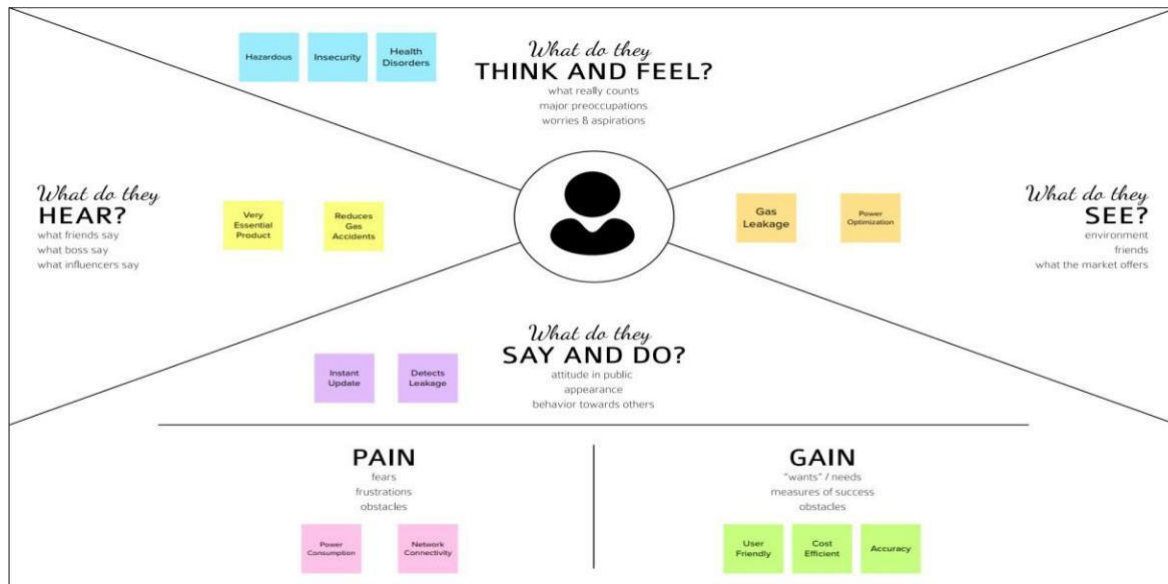 Hazardous
Insecurity
Health
Disorders
What do they
THINK AND FEEL?
what really counts
major preoccupations
worries & aspirations
What do they
HEAR?
what friends say
what boss say
what influencers say
Very
Essential
Product
Reduces
Gas
Accidents
Gas
Leakage
Power
Optimization
What do they
SEE?
environment
friends
what the market offers
What do they
SAY AND DO?
attitude in public
appearance
behavior towards others
Instant
Update
Detects
Leakage
PAIN
fears
frustrations
obstacles
Power
Consumption
Network
Connectivity
GAIN
"wants" / needs
measures of success
obstacles
User
Friendly
Cost
Efficient
Accuracy